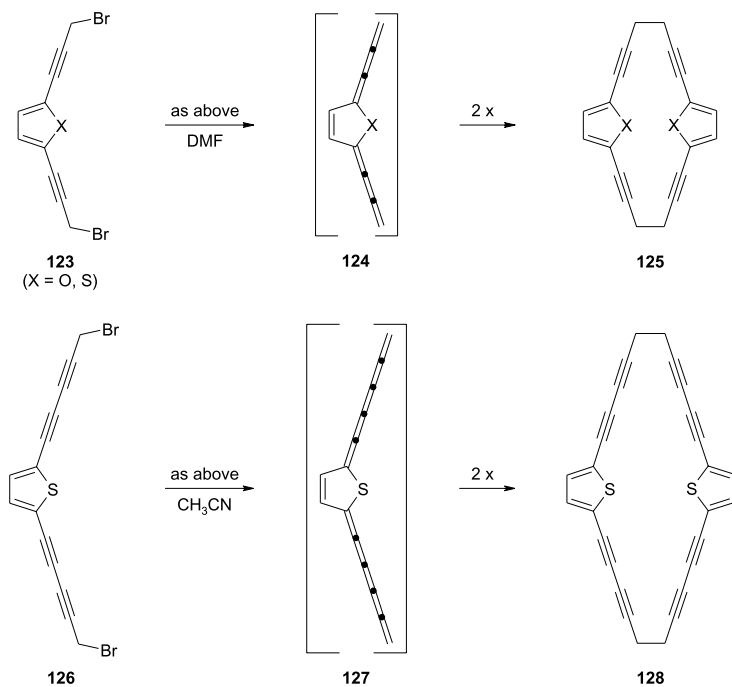 Br
X
Br
123
(X = O, S)
as above
DMF
X
124
2 x
X
X
125
Br
S
Br
126
as above
CH₃CN
S
127
2 x
S
S
128